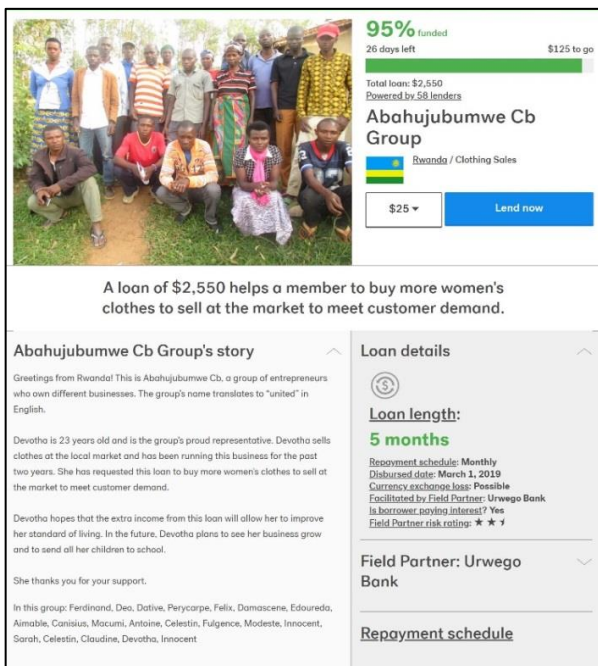 95% funded
26 days left
$125 to go
Total loan: $2,550
Powered by 58 lenders
Abahujubumwe Cb
Group
Rwanda / Clothing Sales
$25
Lend now
A loan of $2,550 helps a member to buy more women's
clothes to sell at the market to meet customer demand.
Abahujubumwe Cb Group's story
Greetings from Rwanda! This is Abahujubumwe Cb, a group of entrepreneurs
who own different businesses. The group's name translates to "united" in
English.
Devotha is 23 years old and is the group's proud representative. Devotha sells
clothes at the local market and has been running this business for the past
two years. She has requested this loan to buy more women's clothes to sell at
the market to meet customer demand.
Devotha hopes that the extra income from this loan will allow her to improve
her standard of living. In the future, Devotha plans to see her business grow
and to send all her children to school.
She thanks you for your support.
In this group: Ferdinand, Deo, Dative, Perycarpe, Felix, Damascene, Edoureda,
Aimable, Canisius, Macumi, Antoine, Celestin, Fulgence, Modeste, Innocent,
Sarah, Celestin, Claudine, Devotha, Innocent
Loan details
Loan length:
5 months
Repayment schedule: Monthly
Disbursed date: March 1, 2019
Currency exchange loss: Possible
Facilitated by Field Partner: Urwego Bank
Is borrower paying interest? Yes
Field Partner risk rating:
Field Partner: Urwego
Bank
Repayment schedule